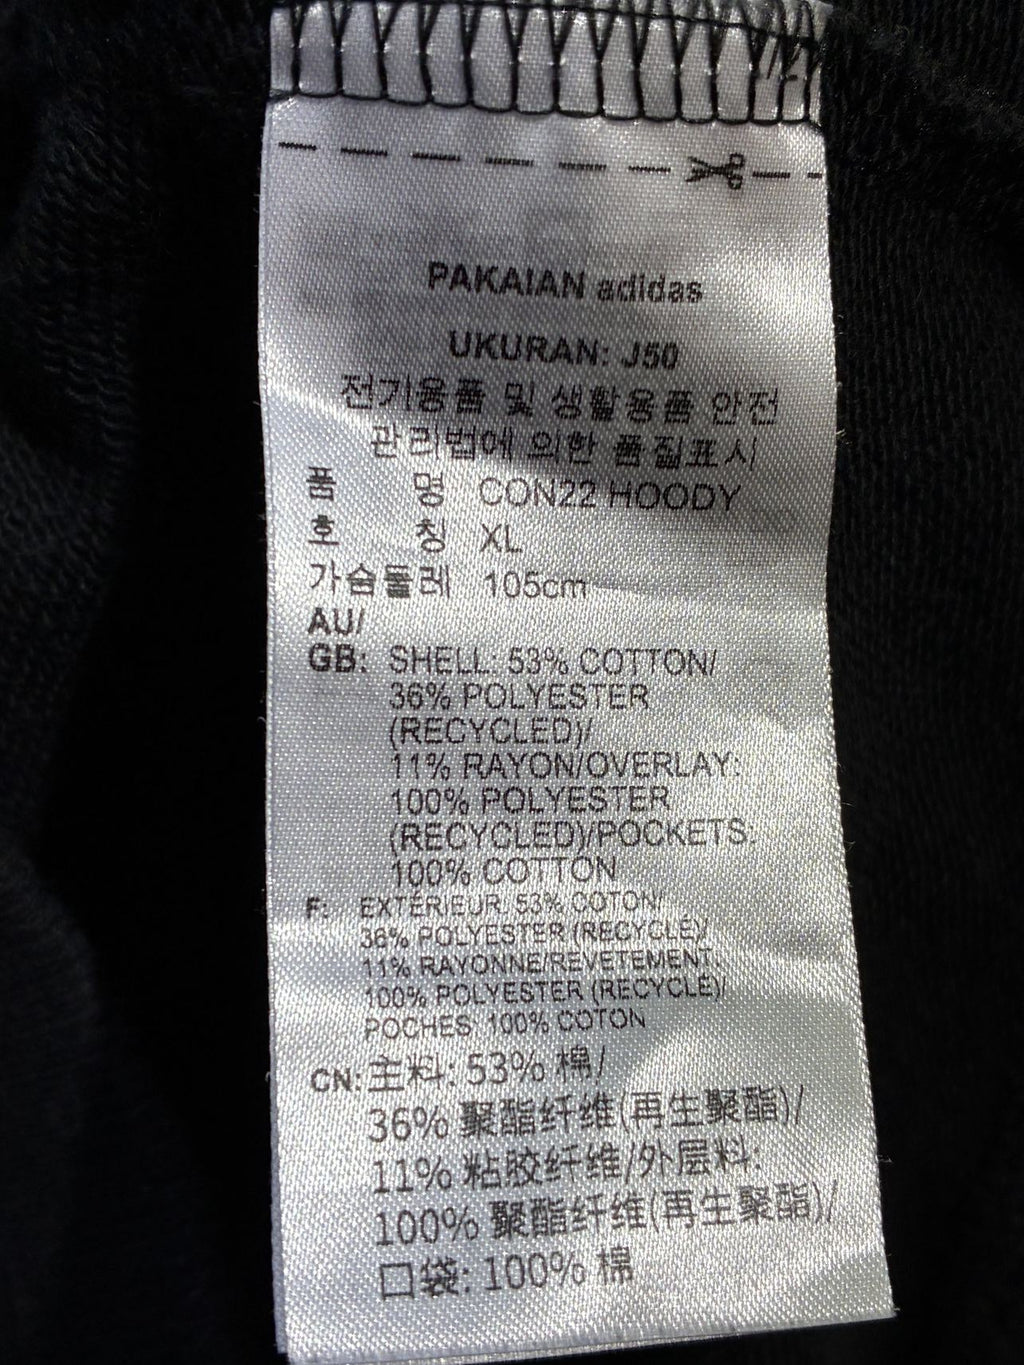 PAKAIAN adidas
UKURAN: J50
전기용품 및 생활용품 안전
관리법에 의한 품질표시
품 명 CON22 HOODY
호 칭 XL
가슴둘레 105cm
AU/
GB: SHELL: 53% COTTON/
36% POLYESTER
(RECYCLED)/
11% RAYON/OVERLAY:
100% POLYESTER
(RECYCLED)/POCKETS:
100% COTTON
F: EXTÉRIEUR: 53% COTON/
36% POLYESTER (RECYCLÉ)/
11% RAYONNE/REVETEMENT:
100% POLYESTER (RECYCLÉ)/
POCHES: 100% COTON
CN: 主料: 53% 棉/
36% 聚酯纤维(再生聚酯)/
11% 粘胶纤维/外层料:
100% 聚酯纤维(再生聚酯)/
口袋: 100% 棉